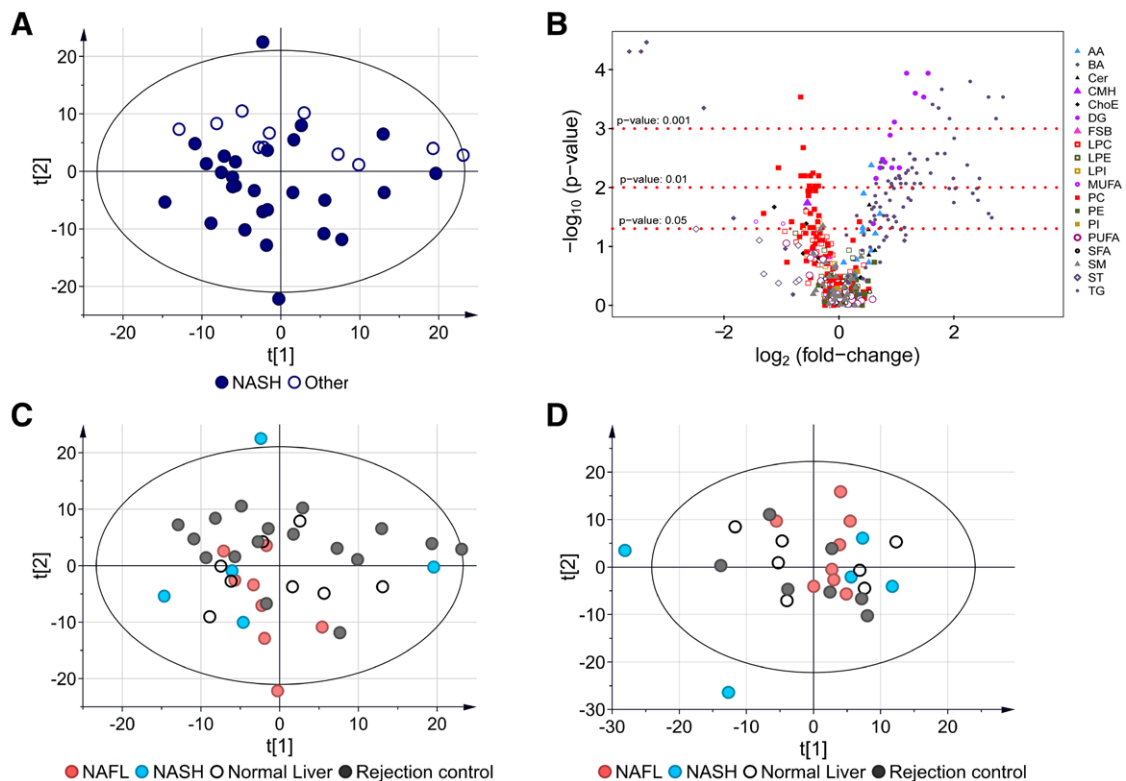 A
20
10
0
-10
-20
t[2]
-20
-10
0
10
20
t[1]
NASH Other
B
4
3
2
1
0
−log10 (p−value)
p-value: 0.001
p-value: 0.01
p-value: 0.05
−2
0
2
log2 (fold−change)
AA
BA
Cer
CMH
ChoE
DG
FSB
LPC
LPE
LPI
MUFA
PC
PE
PI
PUFA
SFA
SM
ST
TG
C
20
10
0
-10
-20
t[2]
-20
-10
0
10
20
t[1]
NAFL NASH Normal Liver Rejection control
D
20
10
0
-10
-20
-30
t[2]
-30
-20
-10
0
10
20
t[1]
NAFL NASH Normal Liver Rejection control